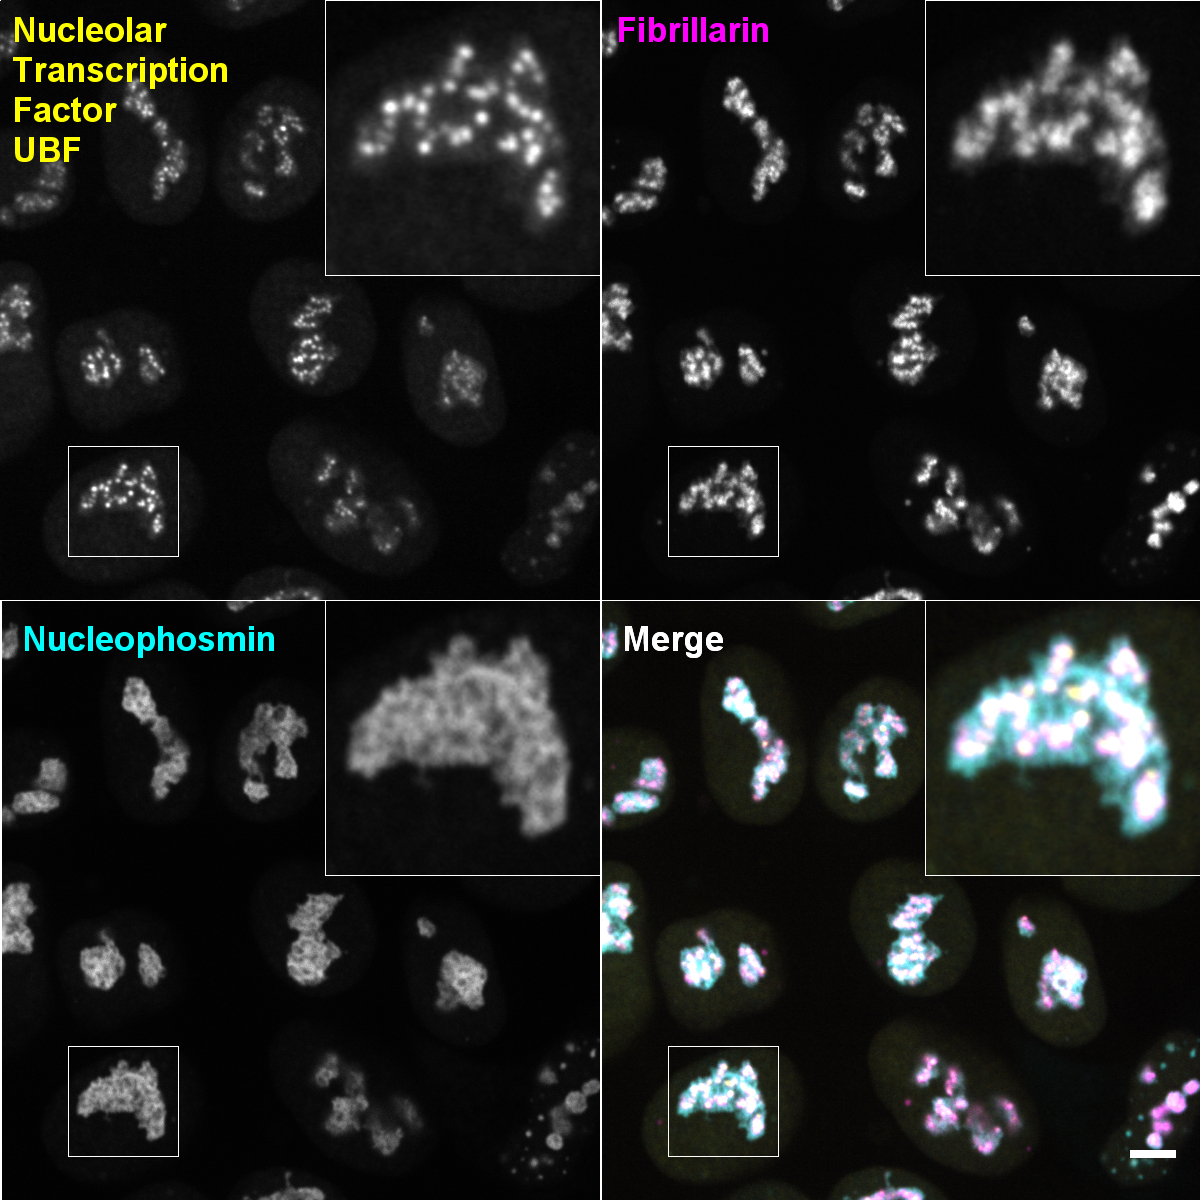 Nucleolar
Transcription
Factor
UBF
Fibrillarin
Nucleophosmin
Merge